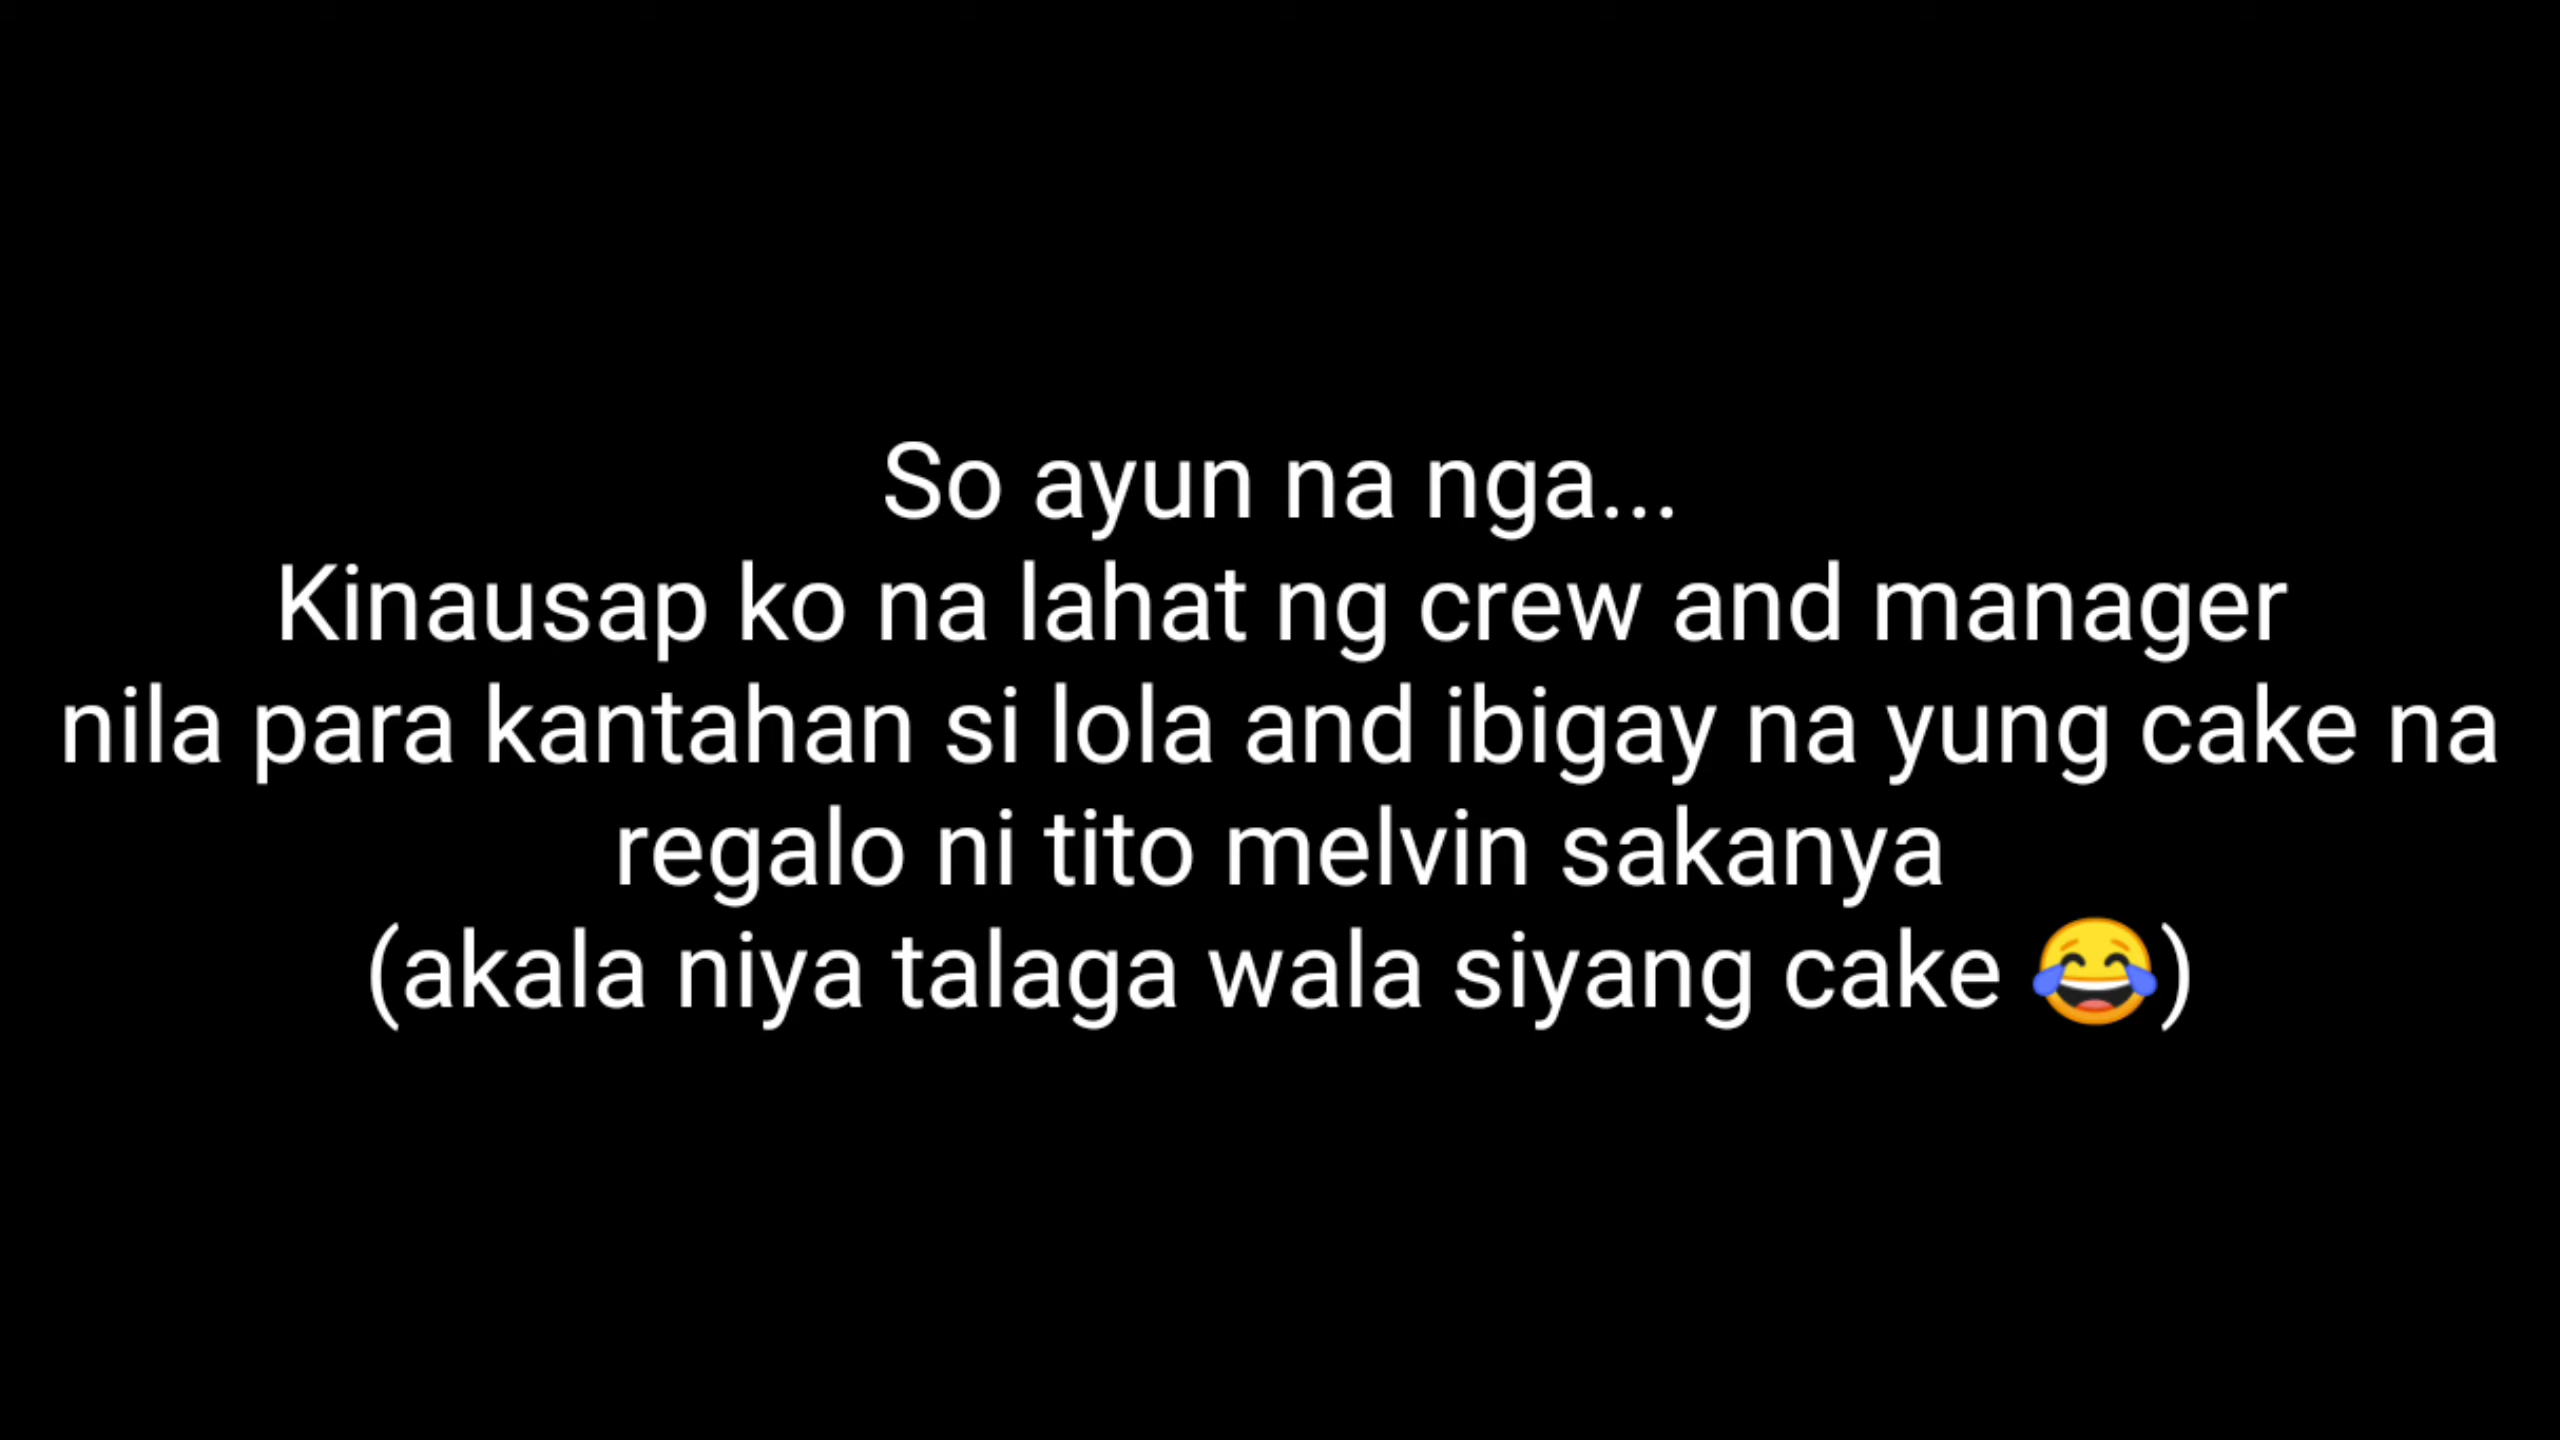 So ayun na nga...
Kinausap ko na lahat ng crew and manager
nila para kantahan si lola and ibigay na yung cake na
regalo ni tito melvin sakanya
(akala niya talaga wala siyang cake 😂)